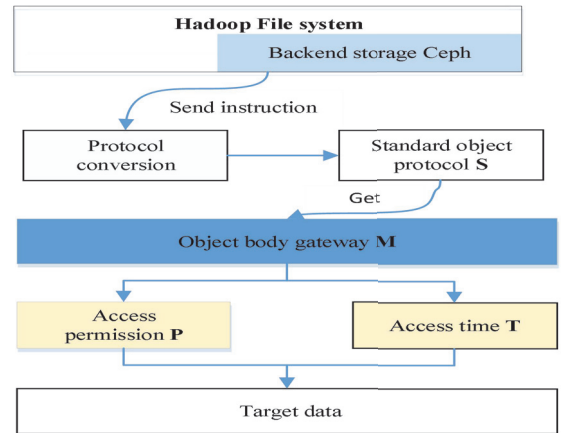 Hadoop File system
Backend storage Ceph
Send instruction
Protocol
conversion
Standard object
protocol S
Get
Object body gateway M
Access
permission P
Access time T
Target data